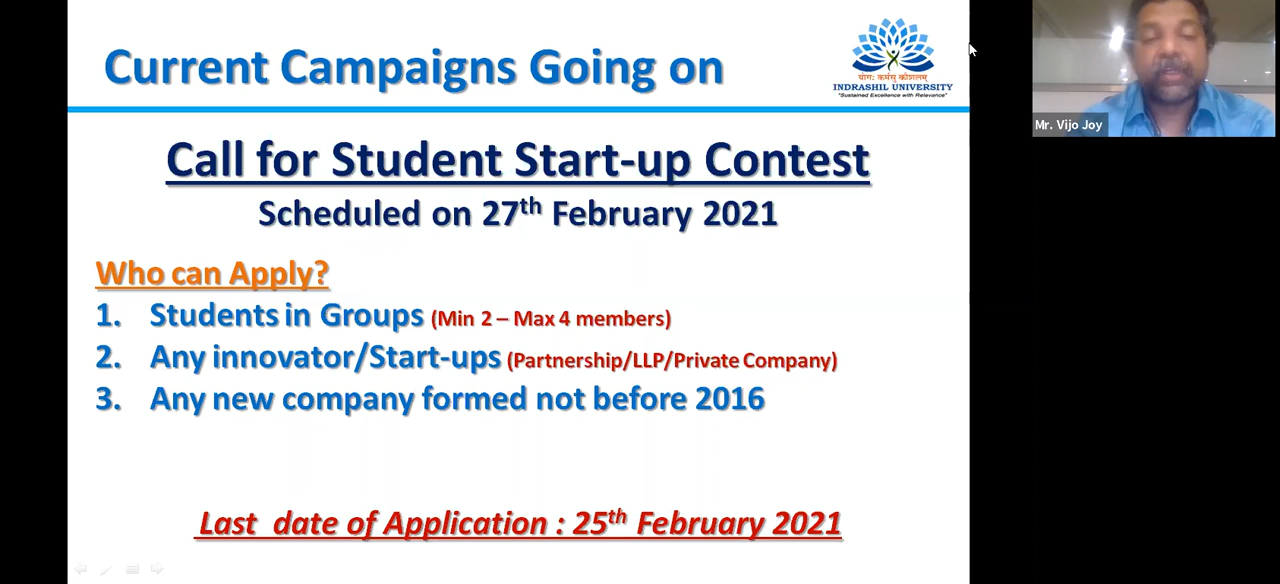 Current Campaigns Going on
योगः कर्मसु कौशलम्
INDRASHIL UNIVERSITY
"Sustained Excellence with Relevance"
Call for Student Start-up Contest
Scheduled on 27th February 2021
Who can Apply?
1. Students in Groups (Min 2 – Max 4 members)
2. Any innovator/Start-ups (Partnership/LLP/Private Company)
3. Any new company formed not before 2016
Last date of Application : 25th February 2021
Mr. Vijo Joy